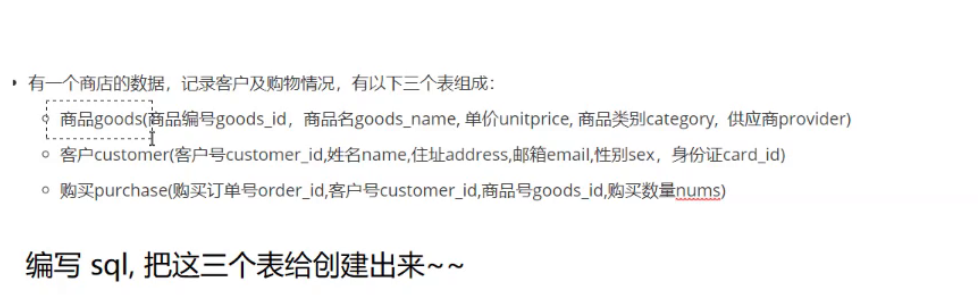 有一个商店的数据，记录客户及购物情况，有以下三个表组成：
商品goods(商品编号goods_id，商品名goods_name, 单价unitprice, 商品类别category, 供应商provider)
客户customer(客户号customer_id,姓名name,住址address,邮箱email,性别sex，身份证card_id)
购买purchase(购买订单号order_id,客户号customer_id,商品号goods_id,购买数量nums)
编写 sql, 把这三个表给创建出来~~